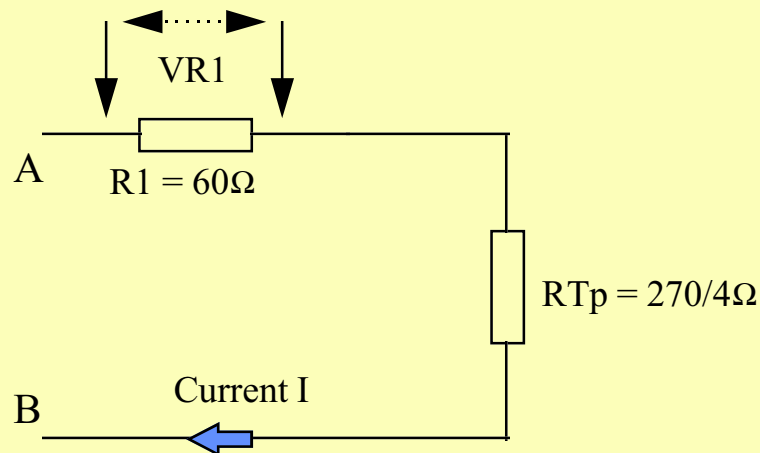 VR1
A
R1 = 60Ω
RTp = 270/4Ω
Current I
B